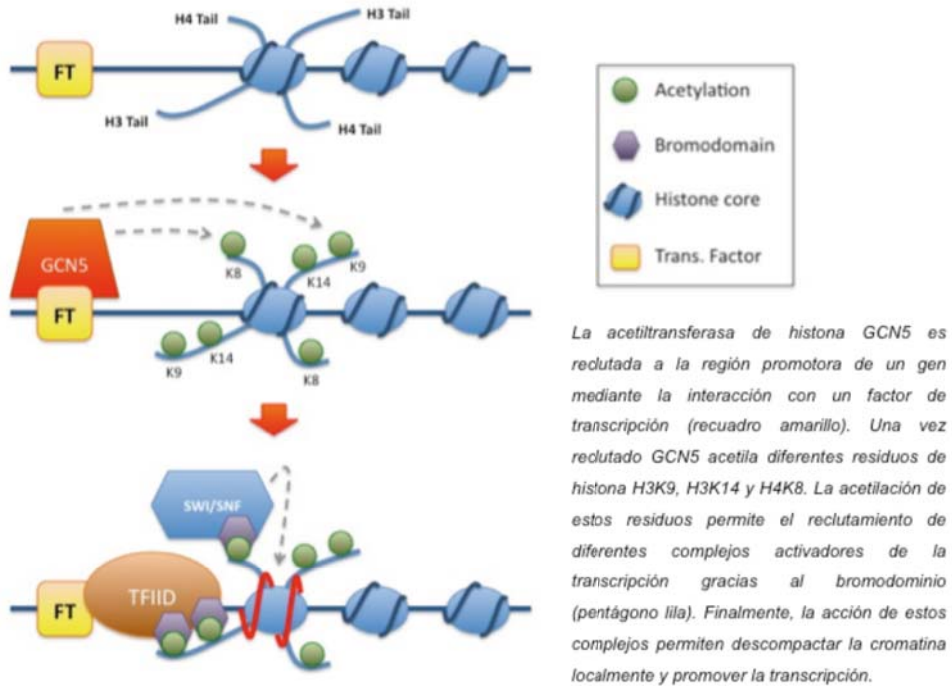 H4 Tail
H3 Tail
FT
H3 Tail
H4 Tail
Acetylation
Bromodomain
Histone core
Trans. Factor
GCN5
FT
K8
K14
K9
K9
K14
K8
SWI/SNF
TFIID
FT
La acetiltransferasa de histona GCN5 es
reclutada a la región promotora de un gen
mediante la interacción con un factor de
transcripción (recuadro amarillo). Una vez
reclutado GCN5 acetila diferentes residuos de
histona H3K9, H3K14 y H4K8. La acetilación de
estos residuos permite el reclutamiento de
diferentes complejos activadores de la
transcripción gracias al bromodominio
(pentágono lila). Finalmente, la acción de estos
complejos permiten descompactar la cromatina
localmente y promover la transcripción.